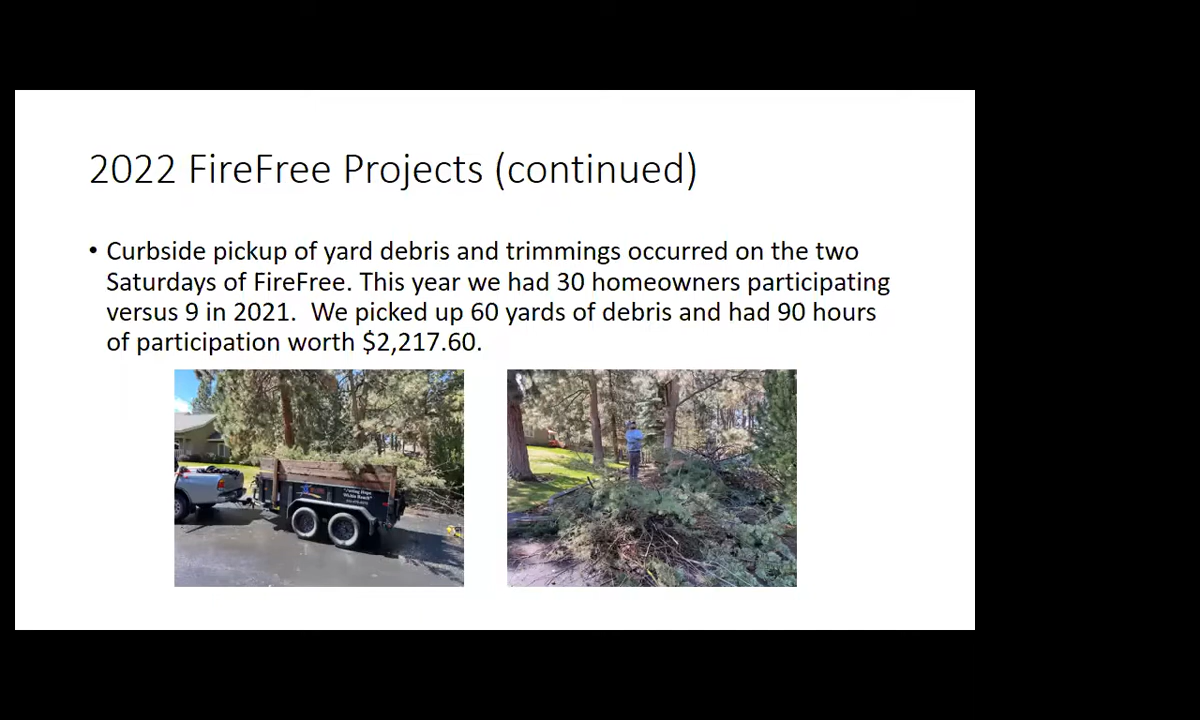 2022 FireFree Projects (continued)
• Curbside pickup of yard debris and trimmings occurred on the two
Saturdays of FireFree. This year we had 30 homeowners participating
versus 9 in 2021.  We picked up 60 yards of debris and had 90 hours
of participation worth $2,217.60.